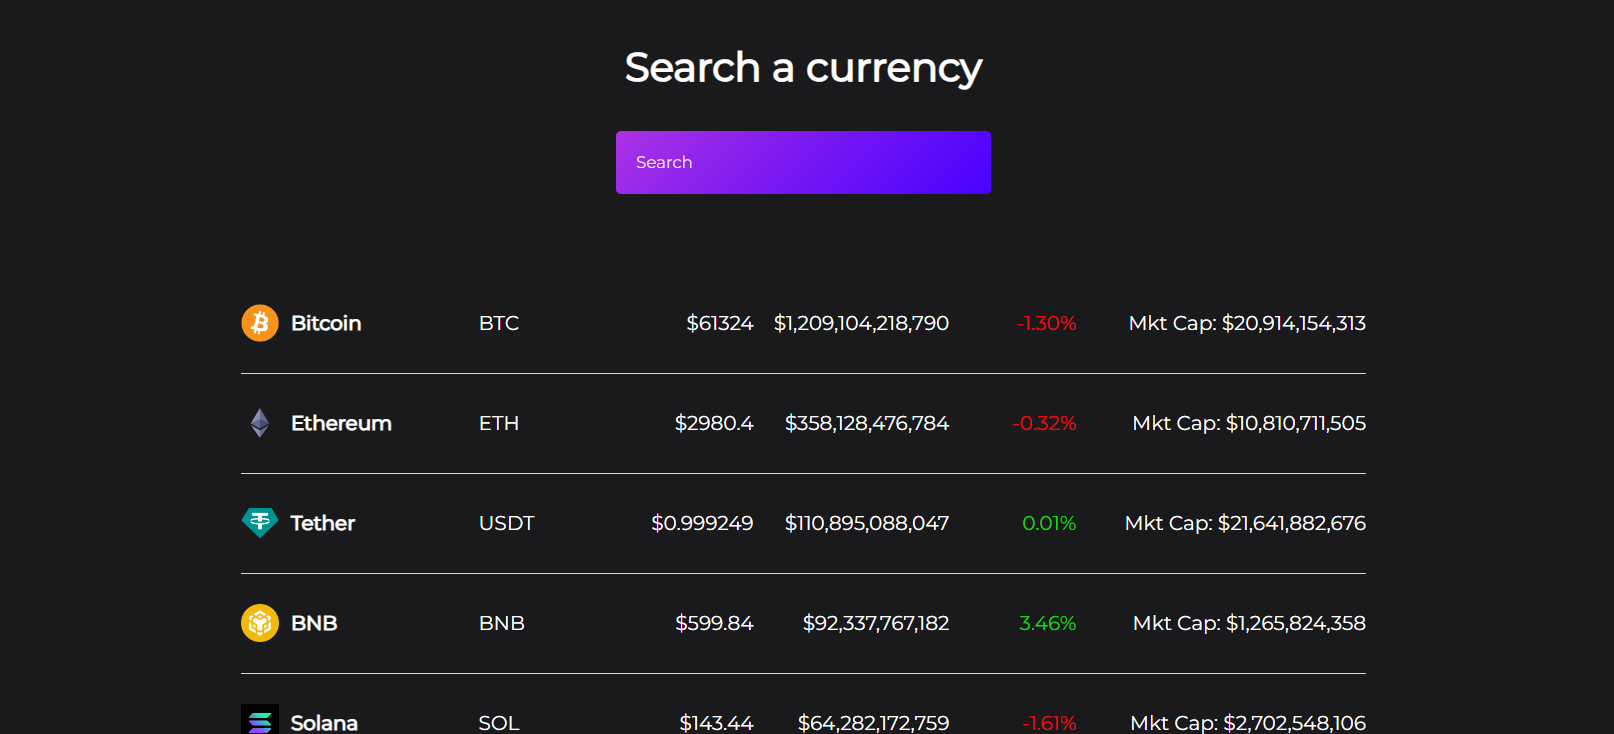 Search a currency
Search
Bitcoin BTC $61324 $1,209,104,218,790 -1.30% Mkt Cap: $20,914,154,313
Ethereum ETH $2980.4 $358,128,476,784 -0.32% Mkt Cap: $10,810,711,505
Tether USDT $0.999249 $110,895,088,047 0.01% Mkt Cap: $21,641,882,676
BNB BNB $599.84 $92,337,767,182 3.46% Mkt Cap: $1,265,824,358
Solana SOL $143.44 $64,282,172,759 -1.61% Mkt Cap: $2,702,548,106